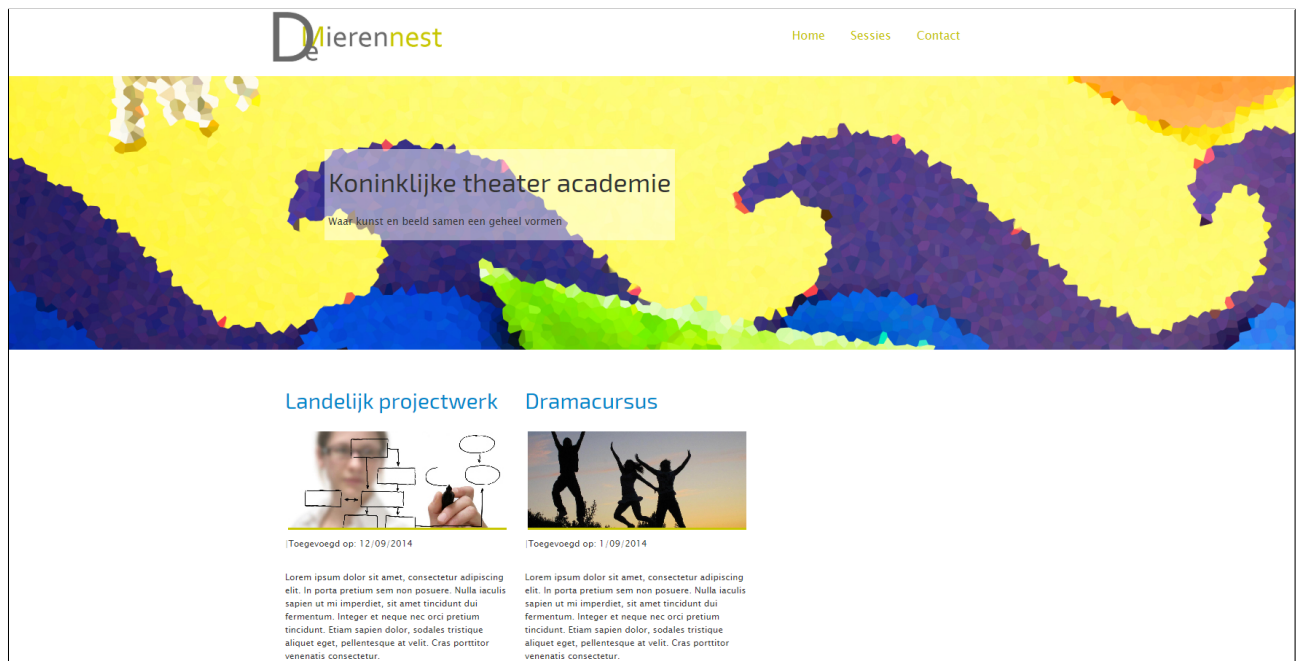 De Mierennest
Home Sessies Contact
Koninklijke theater academie
Waar kunst en beeld samen een geheel vormen
Landelijk projectwerk
|Toegevoegd op: 12/09/2014
Lorem ipsum dolor sit amet, consectetur adipiscing
elit. In porta pretium sem non posuere. Nulla iaculis
sapien ut mi imperdiet, sit amet tincidunt dui
fermentum. Integer et neque nec orci pretium
tincidunt. Etiam sapien dolor, sodales tristique
aliquet eget, pellentesque at velit. Cras porttitor
venenatis consectetur.
Dramacursus
|Toegevoegd op: 1/09/2014
Lorem ipsum dolor sit amet, consectetur adipiscing
elit. In porta pretium sem non posuere. Nulla iaculis
sapien ut mi imperdiet, sit amet tincidunt dui
fermentum. Integer et neque nec orci pretium
tincidunt. Etiam sapien dolor, sodales tristique
aliquet eget, pellentesque at velit. Cras porttitor
venenatis consectetur.